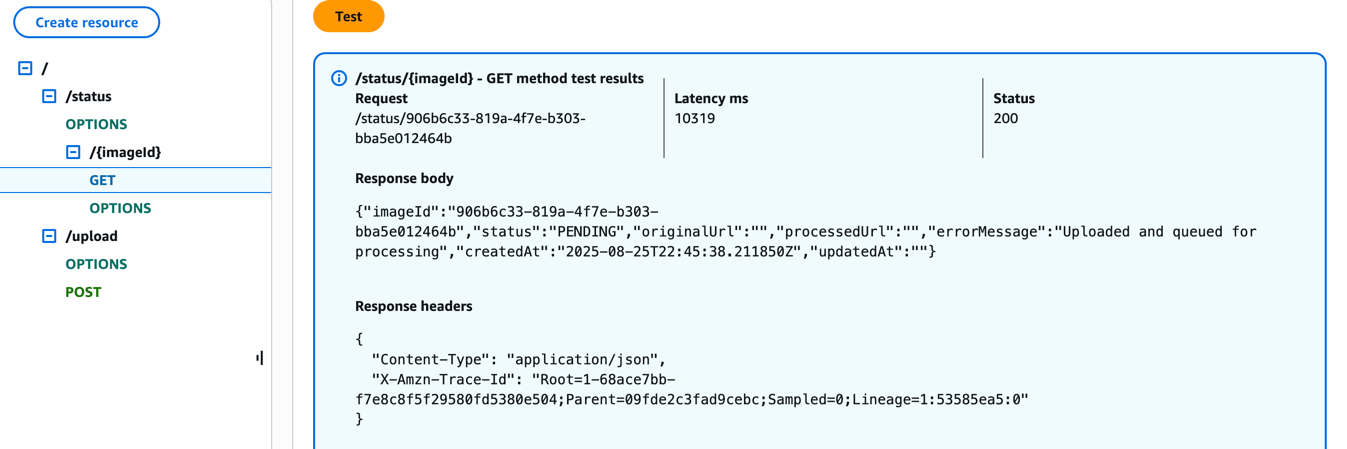 Create resource
/
/status
OPTIONS
/{imageId}
GET
OPTIONS
/upload
OPTIONS
POST
Test
/status/{imageId} - GET method test results
Request
/status/906b6c33-819a-4f7e-b303-
bba5e012464b
Latency ms
10319
Status
200
Response body
{"imageId":"906b6c33-819a-4f7e-b303-
bba5e012464b","status":"PENDING","originalUrl":"","processedUrl":"","errorMessage":"Uploaded and queued for
processing","createdAt":"2025-08-25T22:45:38.211850Z","updatedAt":""}
Response headers
{
"Content-Type": "application/json",
"X-Amzn-Trace-Id": "Root=1-68ace7bb-
f7e8c8f5f29580fd5380e504;Parent=09fde2c3fad9cebc;Sampled=0;Lineage=1:53585ea5:0"
}